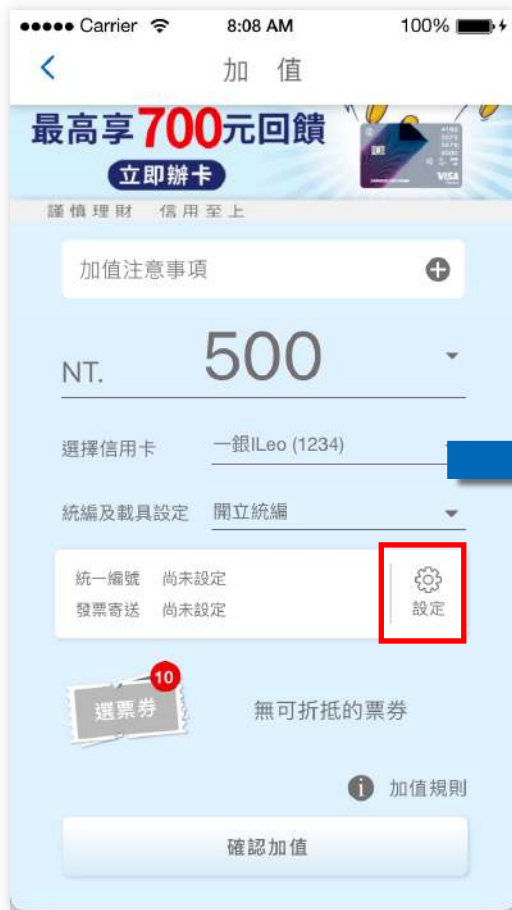 Carrier 8:08 AM 100%
加 值
最高享700元回饋
立即辦卡
VISA
謹慎理財 信用至上
加值注意事項
NT. 500
選擇信用卡 一銀ILeo (1234)
統編及載具設定 開立統編
統一編號 尚未設定
發票寄送 尚未設定
設定
10
選票券
無可折抵的票券
加值規則
確認加值